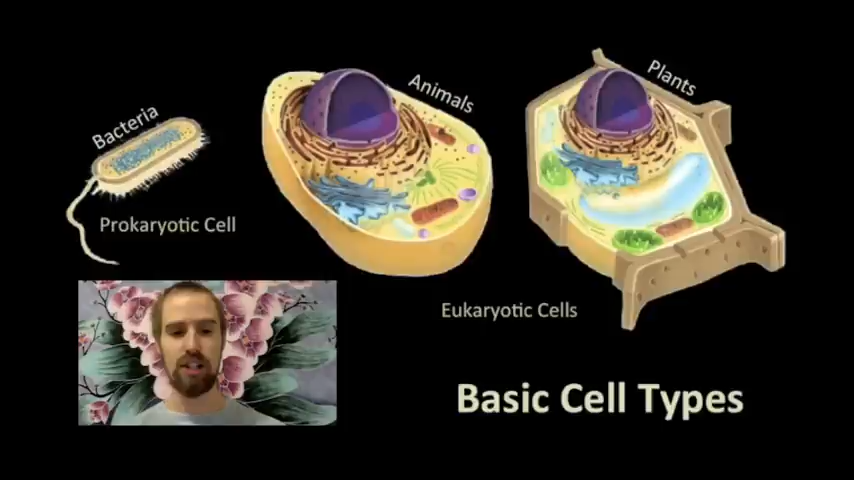 Bacteria
Animals
Plants
Prokaryotic Cell
Eukaryotic Cells
Basic Cell Types